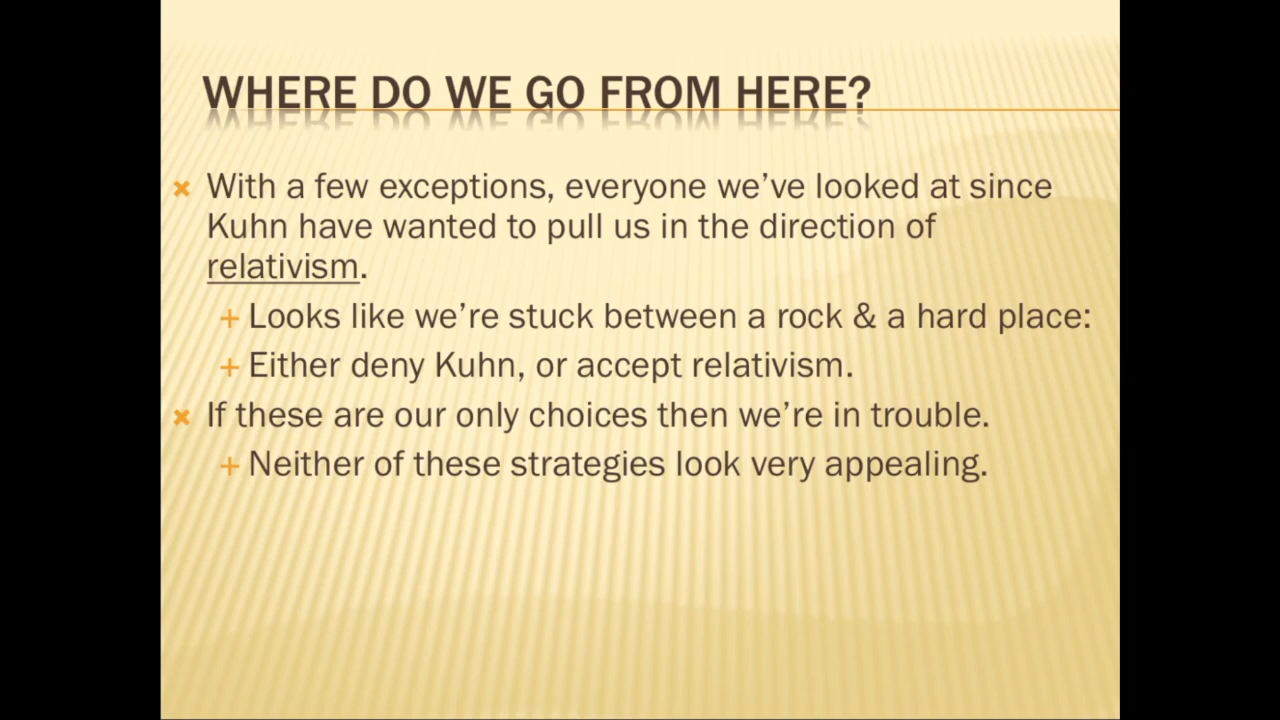 WHERE DO WE GO FROM HERE?
With a few exceptions, everyone we’ve looked at since
Kuhn have wanted to pull us in the direction of
relativism.
Looks like we’re stuck between a rock & a hard place:
Either deny Kuhn, or accept relativism.
If these are our only choices then we’re in trouble.
Neither of these strategies look very appealing.